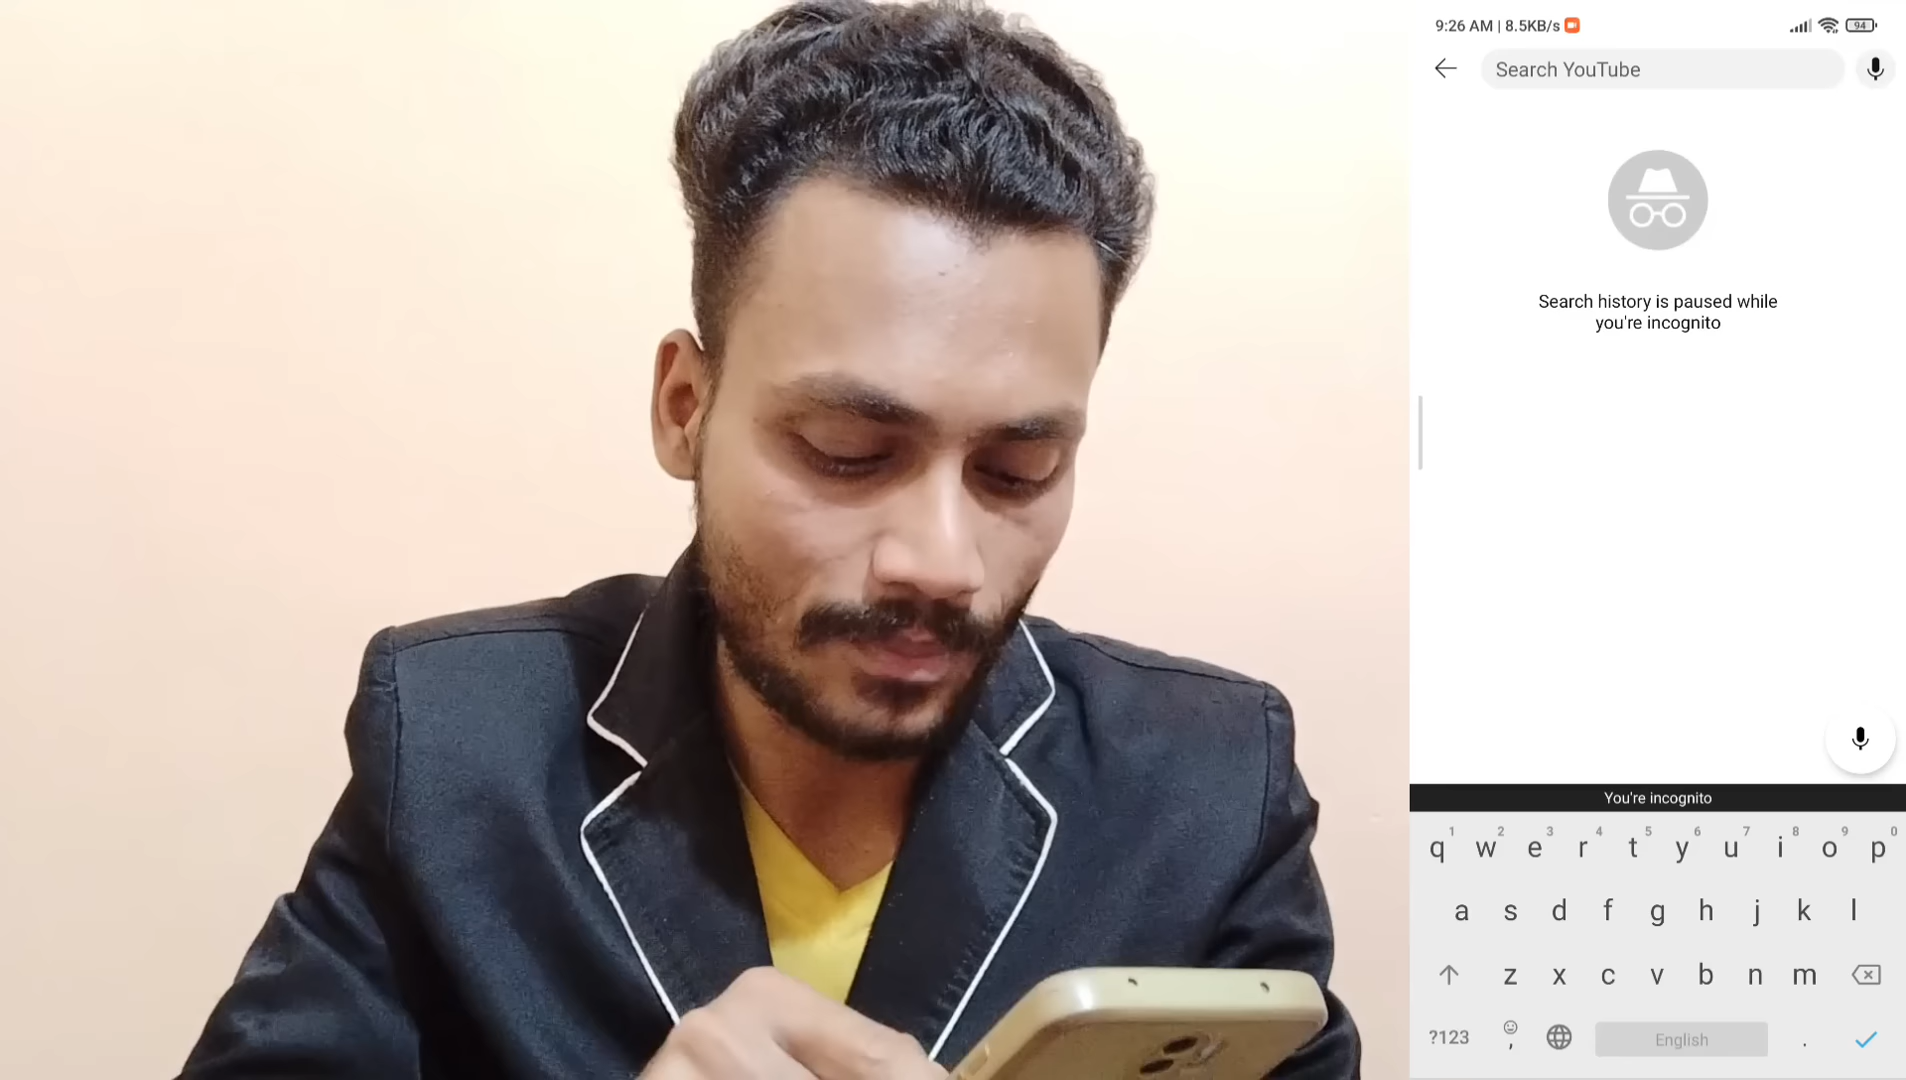 9:26 AM | 8.5KB/s
94
Search YouTube
Search history is paused while
you're incognito
You're incognito
1 2 3 4 5 6 7 8 9 0
q w e r t y u i o p
a s d f g h j k l
z x c v b n m
?123 , English .